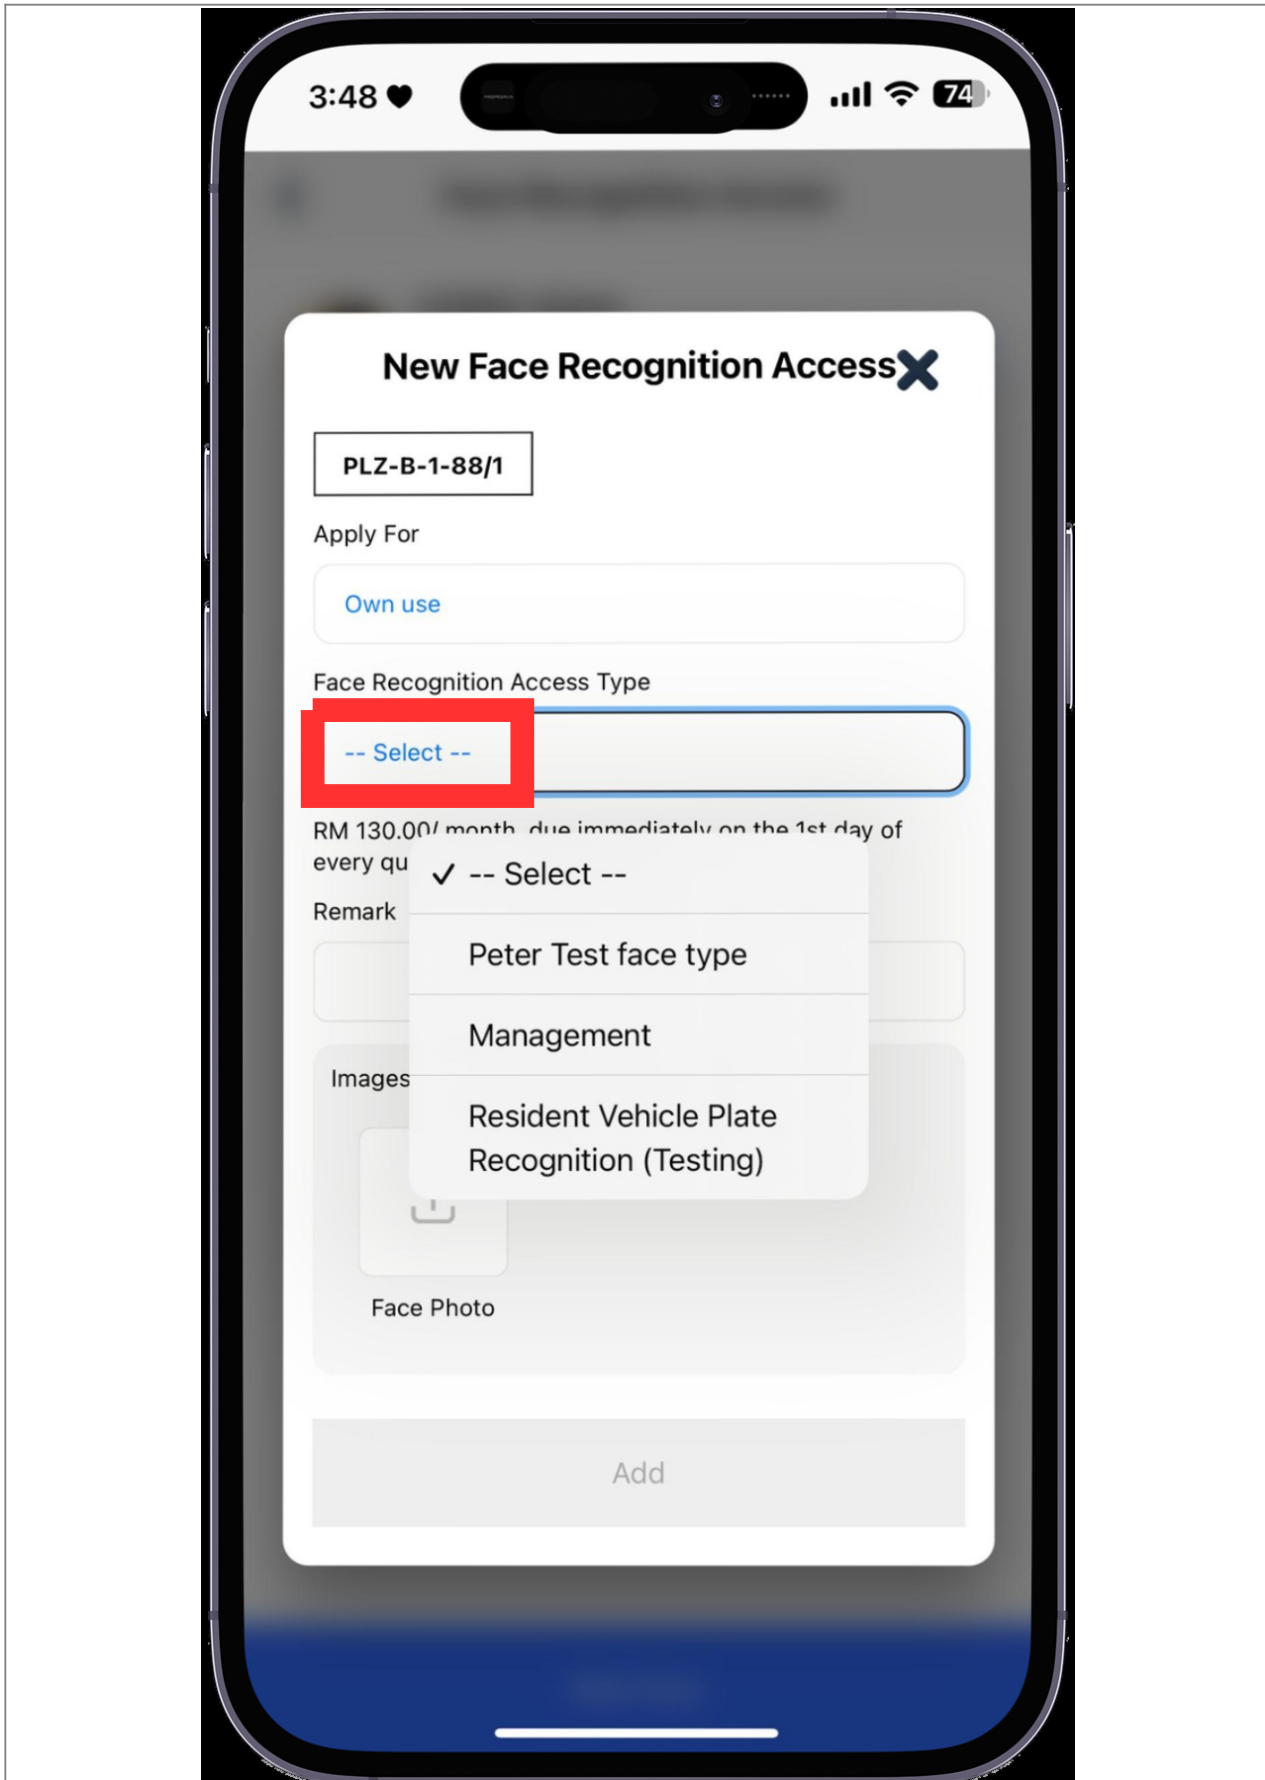 3:48
74
New Face Recognition Access
PLZ-B-1-88/1
Apply For
Own use
Face Recognition Access Type
-- Select --
RM 130.00/ month, due immediately on the 1st day of
every qu
✓ -- Select --
Remark
Peter Test face type
Management
Images
Resident Vehicle Plate
Recognition (Testing)
Face Photo
Add